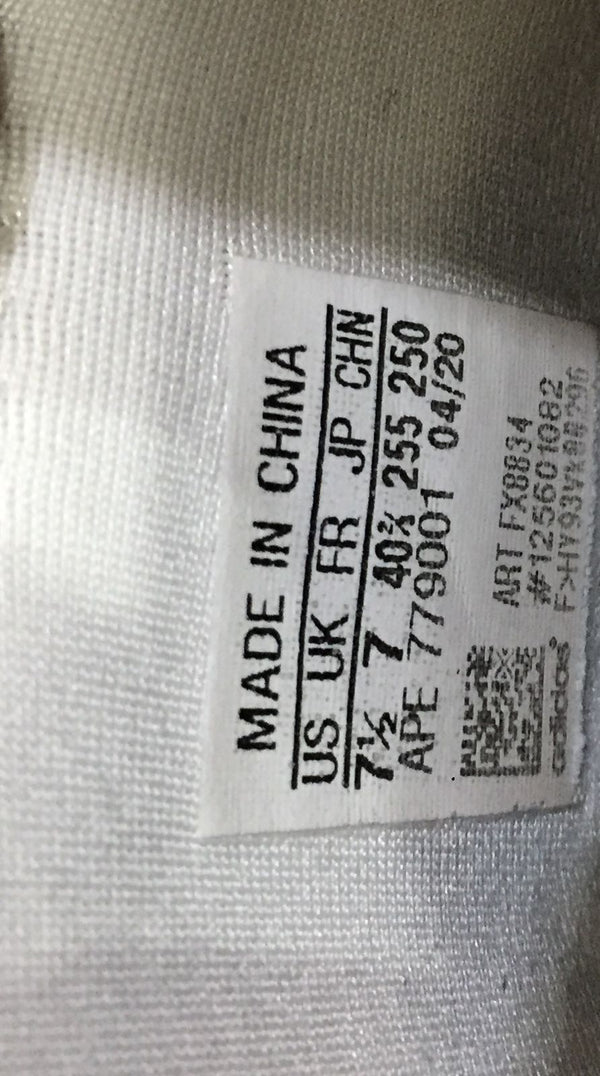 MADE IN CHINA
US UK FR JP CHN
7½ 7 40⅔ 255 250
APE 779001 04/20
ART FX8834
#125601082
adidas